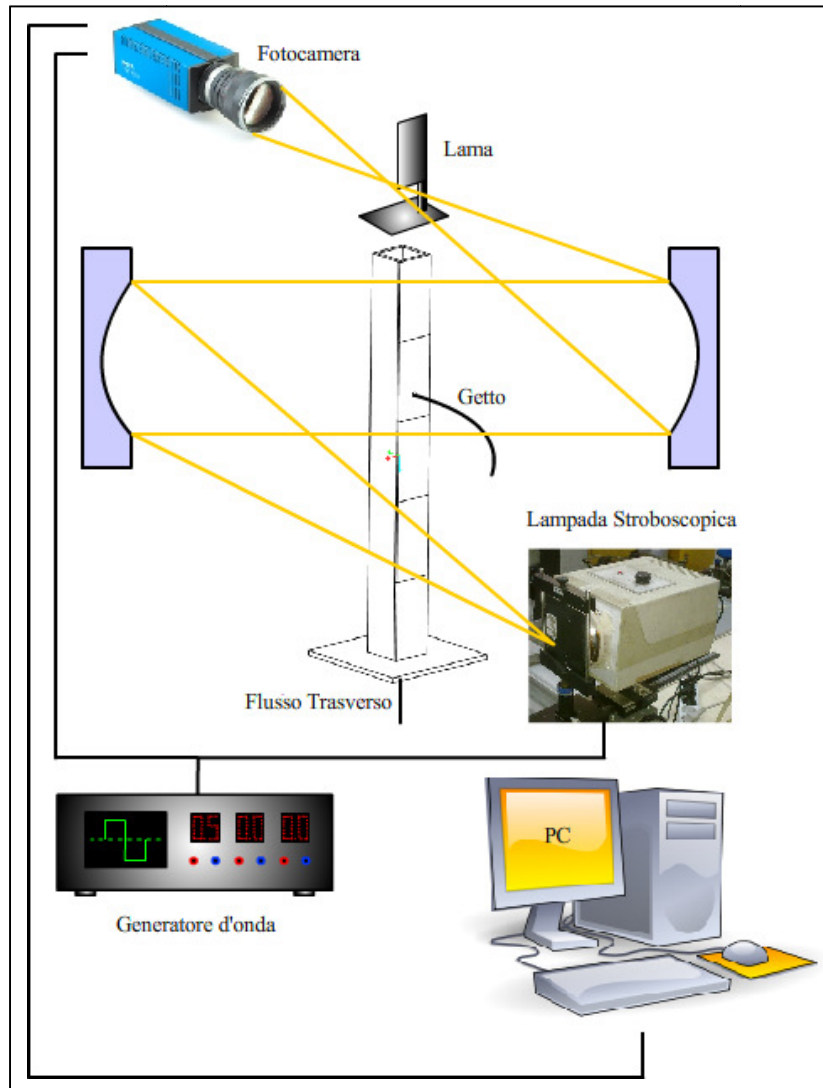 Fotocamera
Lama
Getto
Lampada Stroboscopica
Flusso Trasverso
05 00 00
PC
Generatore d'onda